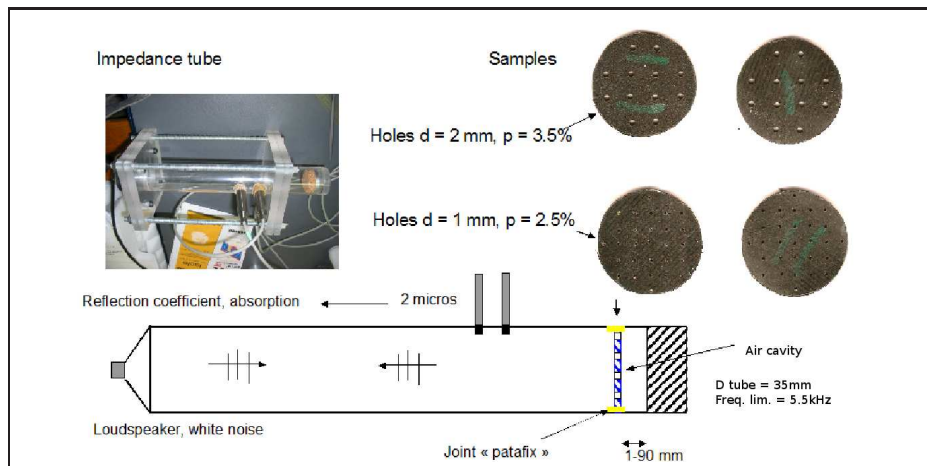 Impedance tube
Samples
Holes d = 2 mm, p = 3.5%
Holes d = 1 mm, p = 2.5%
Reflection coefficient, absorption
2 micros
Air cavity
D tube = 35mm
Freq. lim. = 5.5kHz
Loudspeaker, white noise
Joint « patafix »
1-90 mm